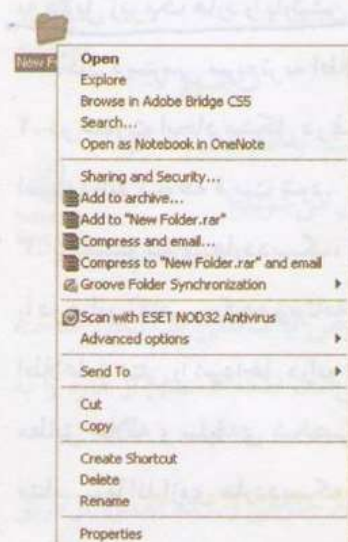 New F
Open
Explore
Browse in Adobe Bridge CS5
Search...
Open as Notebook in OneNote
Sharing and Security...
Add to archive...
Add to "New Folder.rar"
Compress and email...
Compress to "New Folder.rar" and email
Groove Folder Synchronization
Scan with ESET NOD32 Antivirus
Advanced options
Send To
Cut
Copy
Create Shortcut
Delete
Rename
Properties